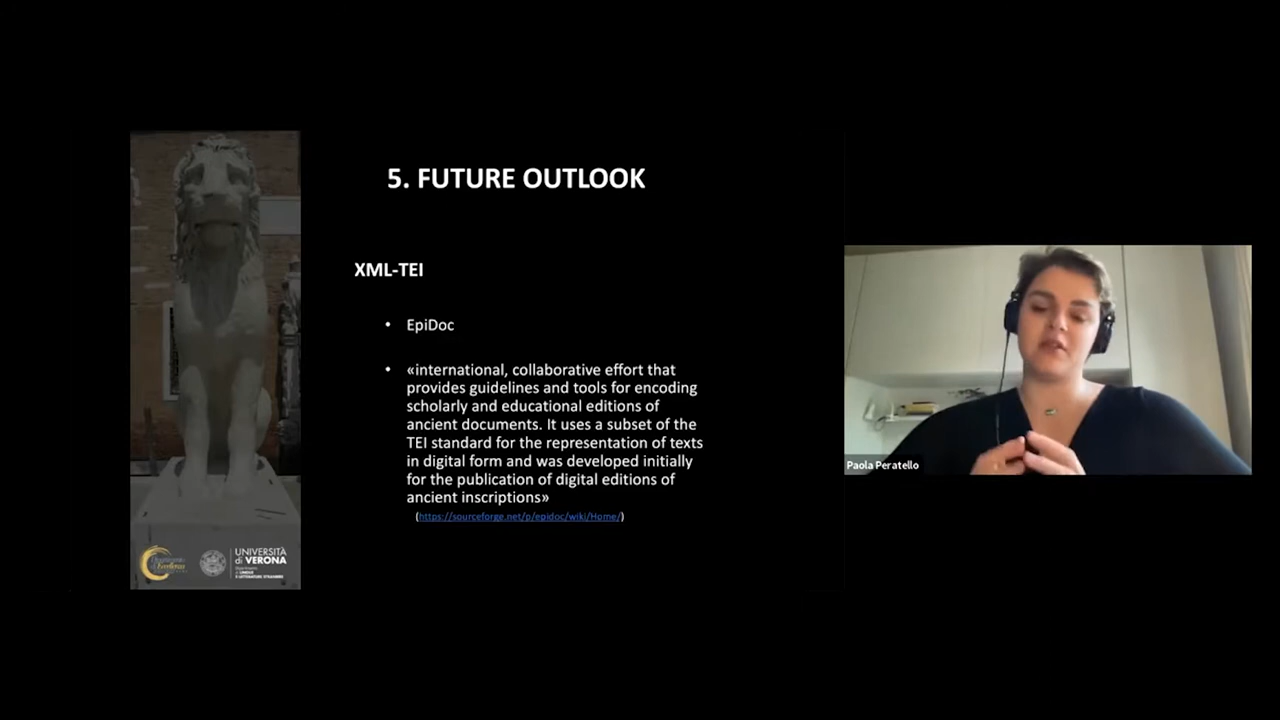 5. FUTURE OUTLOOK
XML-TEI
• EpiDoc
• «international, collaborative effort that
provides guidelines and tools for encoding
scholarly and educational editions of
ancient documents. It uses a subset of the
TEI standard for the representation of texts
in digital form and was developed initially
for the publication of digital editions of
ancient inscriptions»
(https://sourceforge.net/p/epidoc/wiki/Home/)
UNIVERSITÀ
di VERONA
Paola Peratello